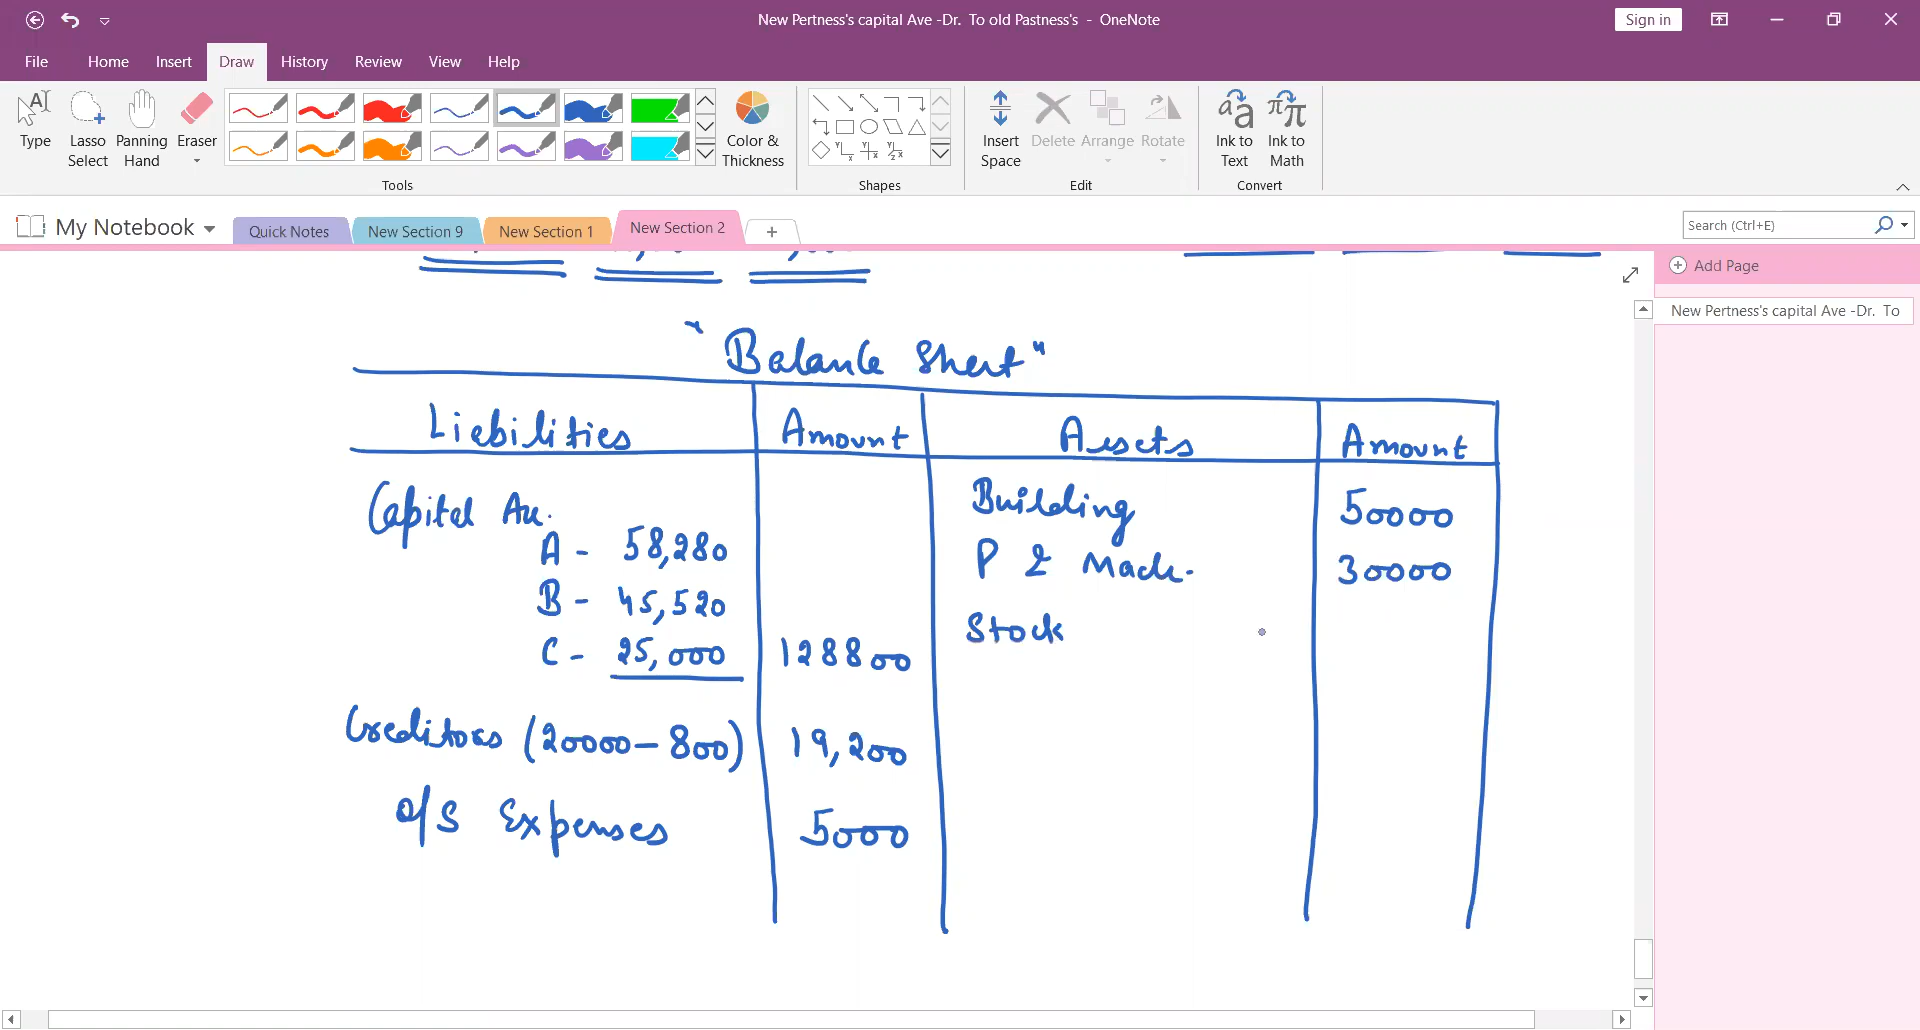 New Pertness's capital Ave -Dr. To old Pastness's - OneNote
Sign in
File Home Insert Draw History Review View Help
Type
Lasso Select
Panning Hand
Eraser
Color & Thickness
Insert Space
Delete
Arrange
Rotate
Ink to Text
Ink to Math
Tools
Shapes
Edit
Convert
My Notebook
Quick Notes
New Section 9
New Section 1
New Section 2
Search (Ctrl+E)
Add Page
New Pertness's capital Ave -Dr. To
"Balance Sheet"
Liabilities Amount Assets Amount
Capital Acc.
A - 58,280
B - 45,520
C - 25,000 128800
Creditors (20000-800) 19,200
O/S Expenses 5000
Building 50000
P & Mach. 30000
Stock